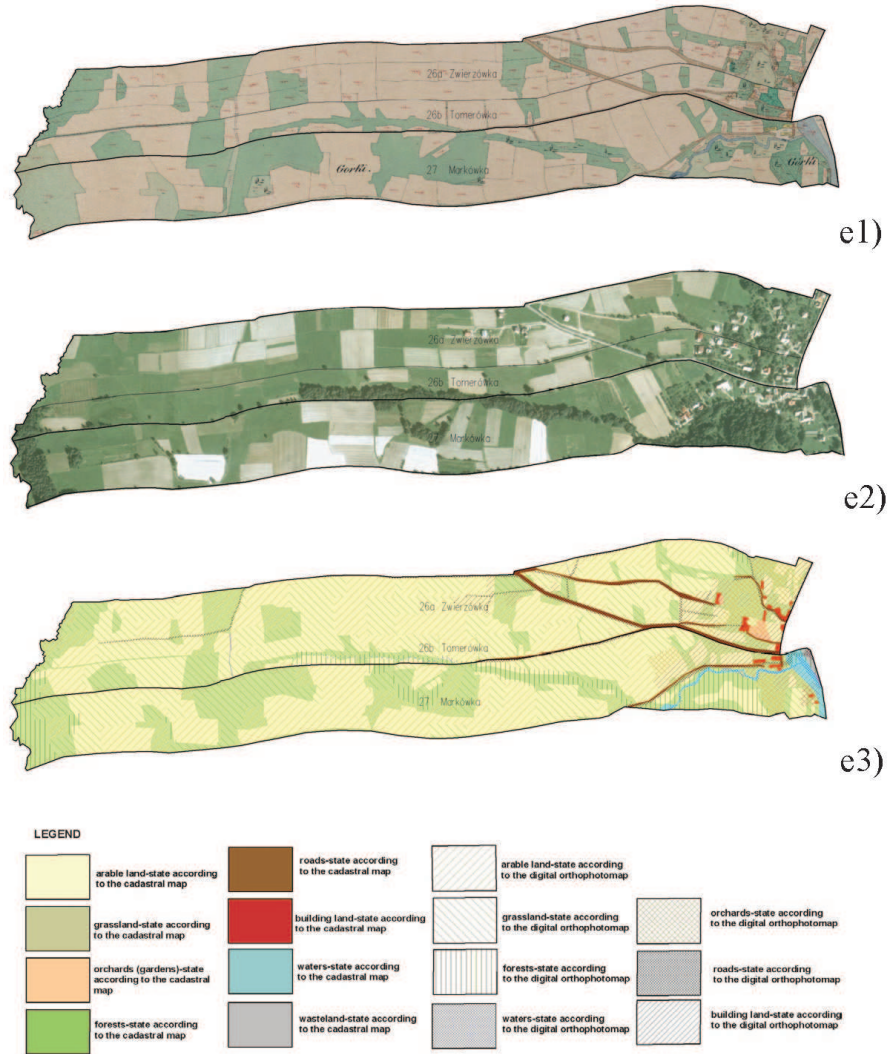 26a Zwierzówka
26b Tomerówka
Gorki.
27 Markówka
Górki
e1)
26a Zwierzówka
26b Tomerówka
27 Markówka
e2)
26a Zwierzówka
26b Tomerówka
27 Markówka
e3)
LEGEND
arable land-state according
to the cadastral map
grassland-state according
to the cadastral map
orchards (gardens)-state
according to the cadastral
map
forests-state according
to the cadastral map
roads-state according
to the cadastral map
building land-state according
to the cadastral map
waters-state according
to the cadastral map
wasteland-state according
to the cadastral map
arable land-state according
to the digital orthophotomap
grassland-state according
to the digital orthophotomap
forests-state according
to the digital orthophotomap
waters-state according
to the digital orthophotomap
orchards-state according
to the digital orthophotomap
roads-state according
to the digital orthophotomap
building land-state according
to the digital orthophotomap